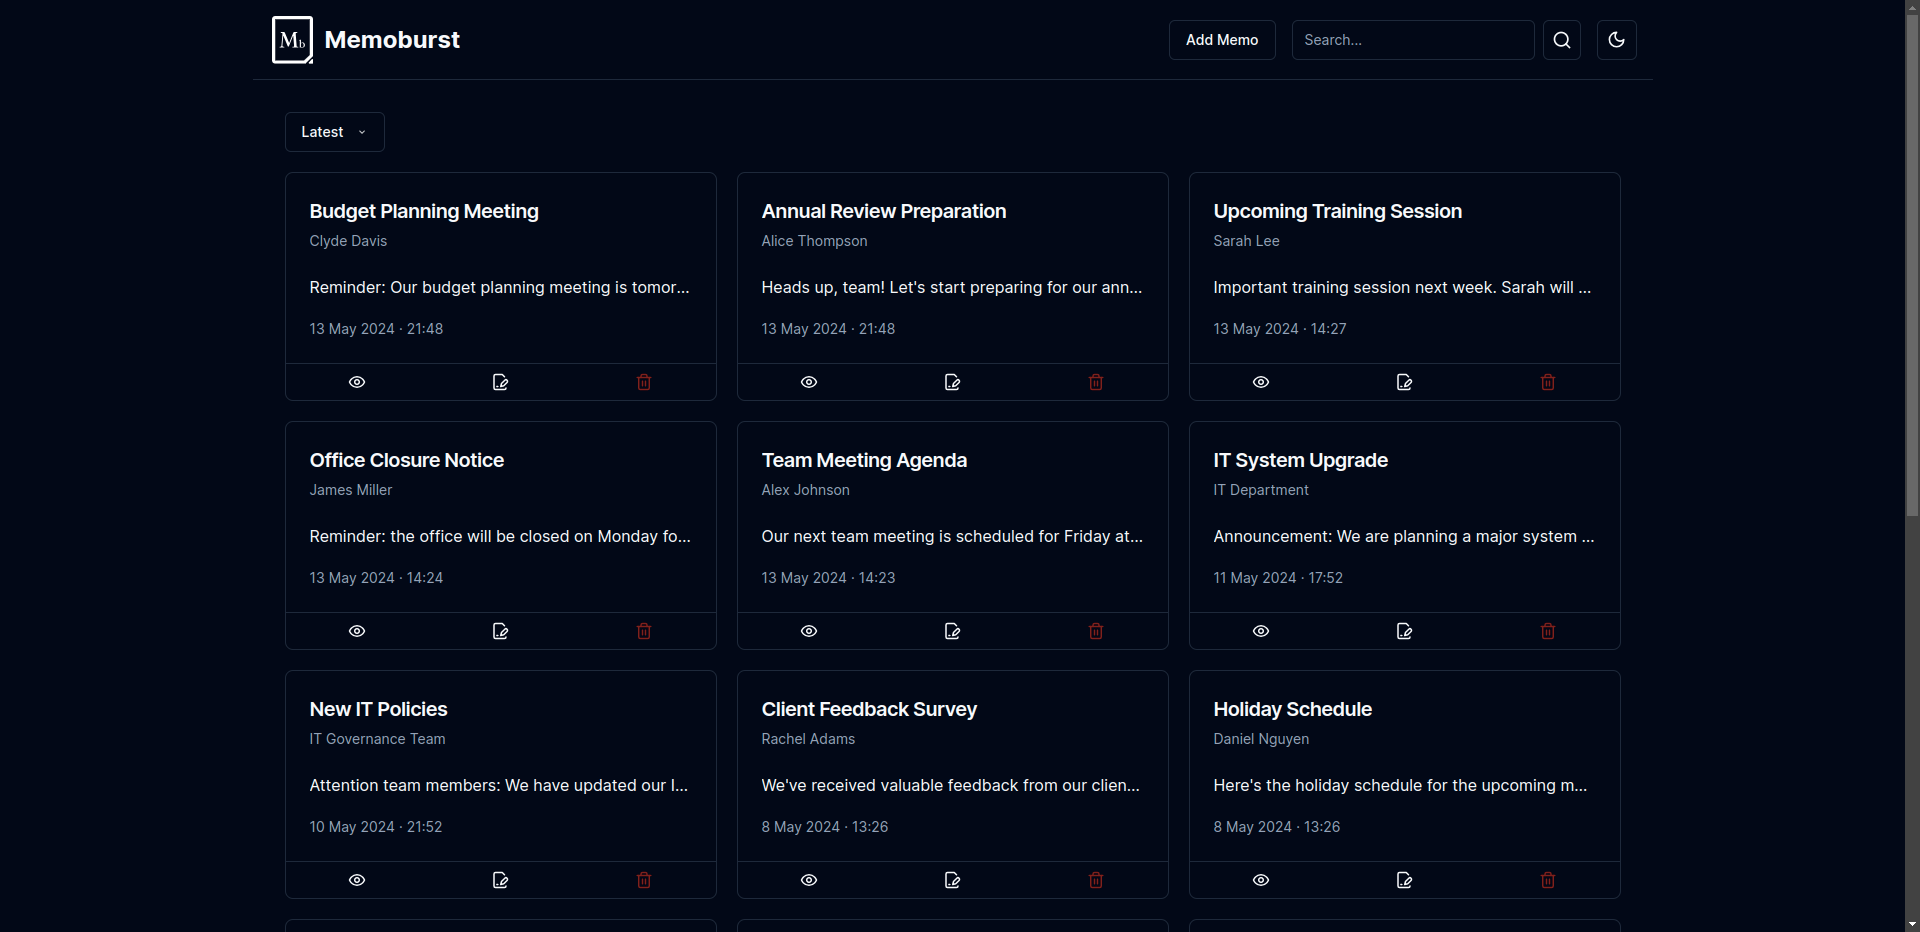 Mb Memoburst
Add Memo
Search...
Latest
Budget Planning Meeting
Clyde Davis
Reminder: Our budget planning meeting is tomor...
13 May 2024 · 21:48
Annual Review Preparation
Alice Thompson
Heads up, team! Let's start preparing for our ann...
13 May 2024 · 21:48
Upcoming Training Session
Sarah Lee
Important training session next week. Sarah will ...
13 May 2024 · 14:27
Office Closure Notice
James Miller
Reminder: the office will be closed on Monday fo...
13 May 2024 · 14:24
Team Meeting Agenda
Alex Johnson
Our next team meeting is scheduled for Friday at...
13 May 2024 · 14:23
IT System Upgrade
IT Department
Announcement: We are planning a major system ...
11 May 2024 · 17:52
New IT Policies
IT Governance Team
Attention team members: We have updated our I...
10 May 2024 · 21:52
Client Feedback Survey
Rachel Adams
We've received valuable feedback from our clien...
8 May 2024 · 13:26
Holiday Schedule
Daniel Nguyen
Here's the holiday schedule for the upcoming m...
8 May 2024 · 13:26